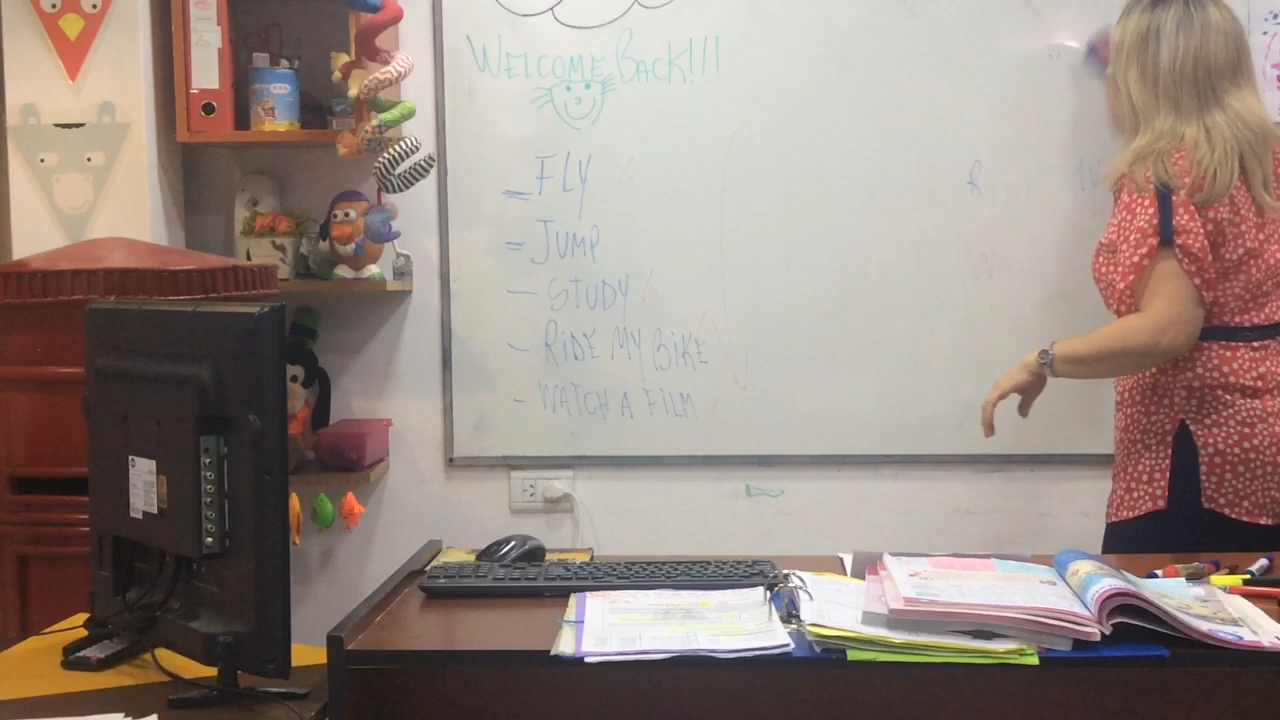 WELCOME BACK!!!
FLY x
= JUMP
- STUDY x
- RIDE MY BIKE
- WATCH A FILM
R